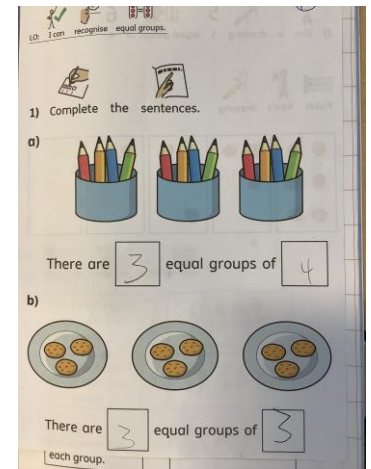 LO: I can recognise equal groups.
1) Complete the sentences.
a)
There are 3 equal groups of 4
b)
There are 3 equal groups of 3
each group.